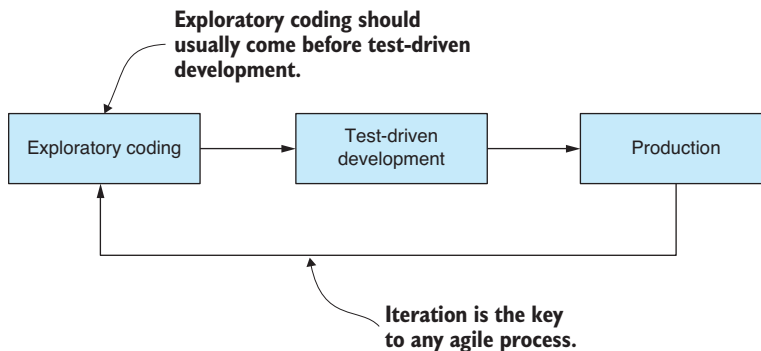 Exploratory coding should
usually come before test-driven
development.
Exploratory coding
Test-driven
development
Production
Iteration is the key
to any agile process.